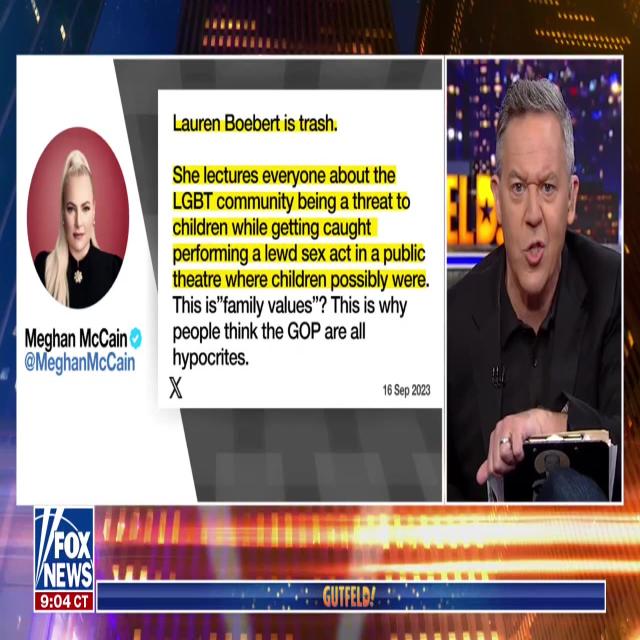 Lauren Boebert is trash.
She lectures everyone about the
LGBT community being a threat to
children while getting caught
performing a lewd sex act in a public
theatre where children possibly were.
This is"family values"? This is why
people think the GOP are all
hypocrites.
Meghan McCain
@MeghanMcCain
X
16 Sep 2023
ELD
FOX
NEWS
9:04 CT
GUTFELD!